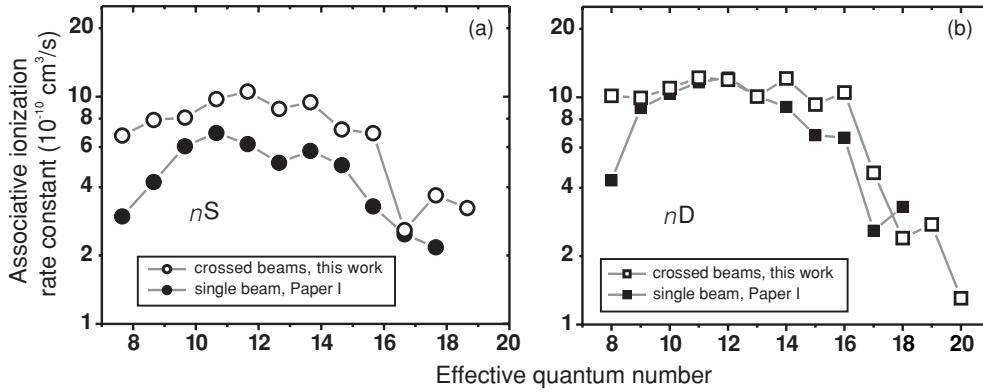 Associative ionization
rate constant (10⁻¹⁰ cm³/s)
20
10
8
6
4
2
1
(a)
nS
crossed beams, this work
single beam, Paper I
8 10 12 14 16 18 20
20
10
8
6
4
2
1
(b)
nD
crossed beams, this work
single beam, Paper I
8 10 12 14 16 18 20
Effective quantum number